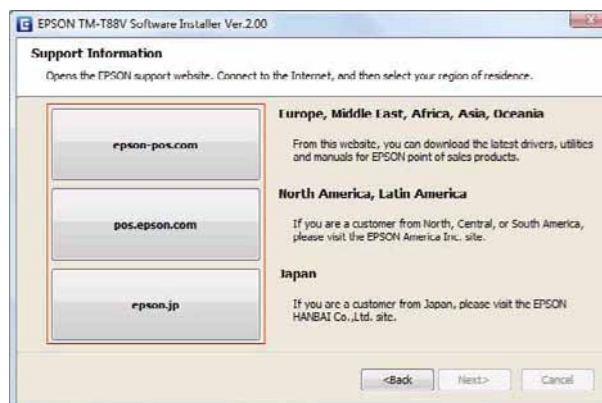 EPSON TM-T88V Software Installer Ver.2.00
Support Information
Opens the EPSON support website. Connect to the Internet, and then select your region of residence.
epson-pos.com
Europe, Middle East, Africa, Asia, Oceania
From this website, you can download the latest drivers, utilities
and manuals for EPSON point of sales products.
pos.epson.com
North America, Latin America
If you are a customer from North, Central, or South America,
please visit the EPSON America Inc. site.
epson.jp
Japan
If you are a customer from Japan, please visit the EPSON
HANBAI Co.,Ltd. site.
<Back
Next>
Cancel